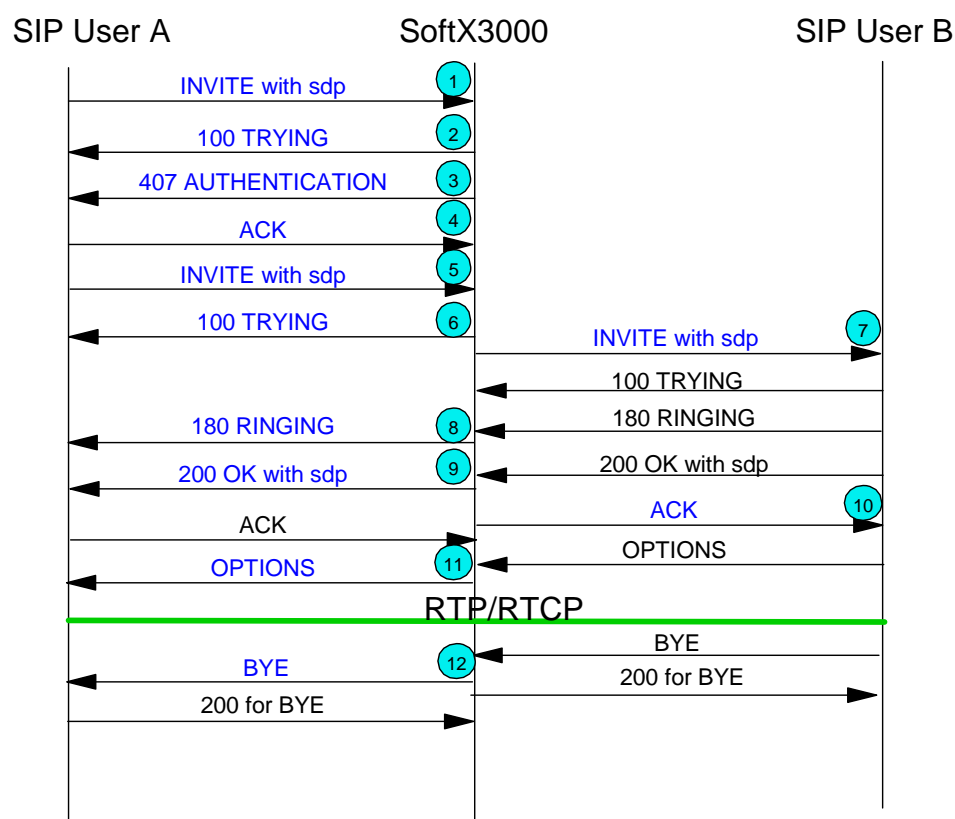 SIP User A SoftX3000 SIP User B
INVITE with sdp 1
100 TRYING 2
407 AUTHENTICATION 3
ACK 4
INVITE with sdp 5
100 TRYING 6
INVITE with sdp 7
100 TRYING
180 RINGING
180 RINGING 8
200 OK with sdp
200 OK with sdp 9
ACK 10
ACK
OPTIONS
OPTIONS 11
RTP/RTCP
BYE
BYE 12
200 for BYE
200 for BYE